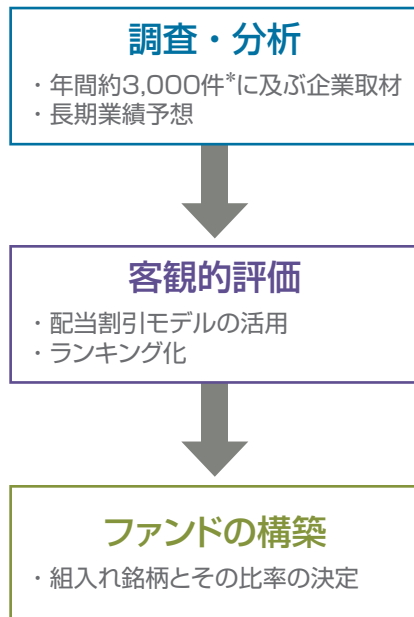 調査・分析
・年間約3,000件*に及ぶ企業取材
・長期業績予想
客観的評価
・配当割引モデルの活用
・ランキング化
ファンドの構築
・組入れ銘柄とその比率の決定